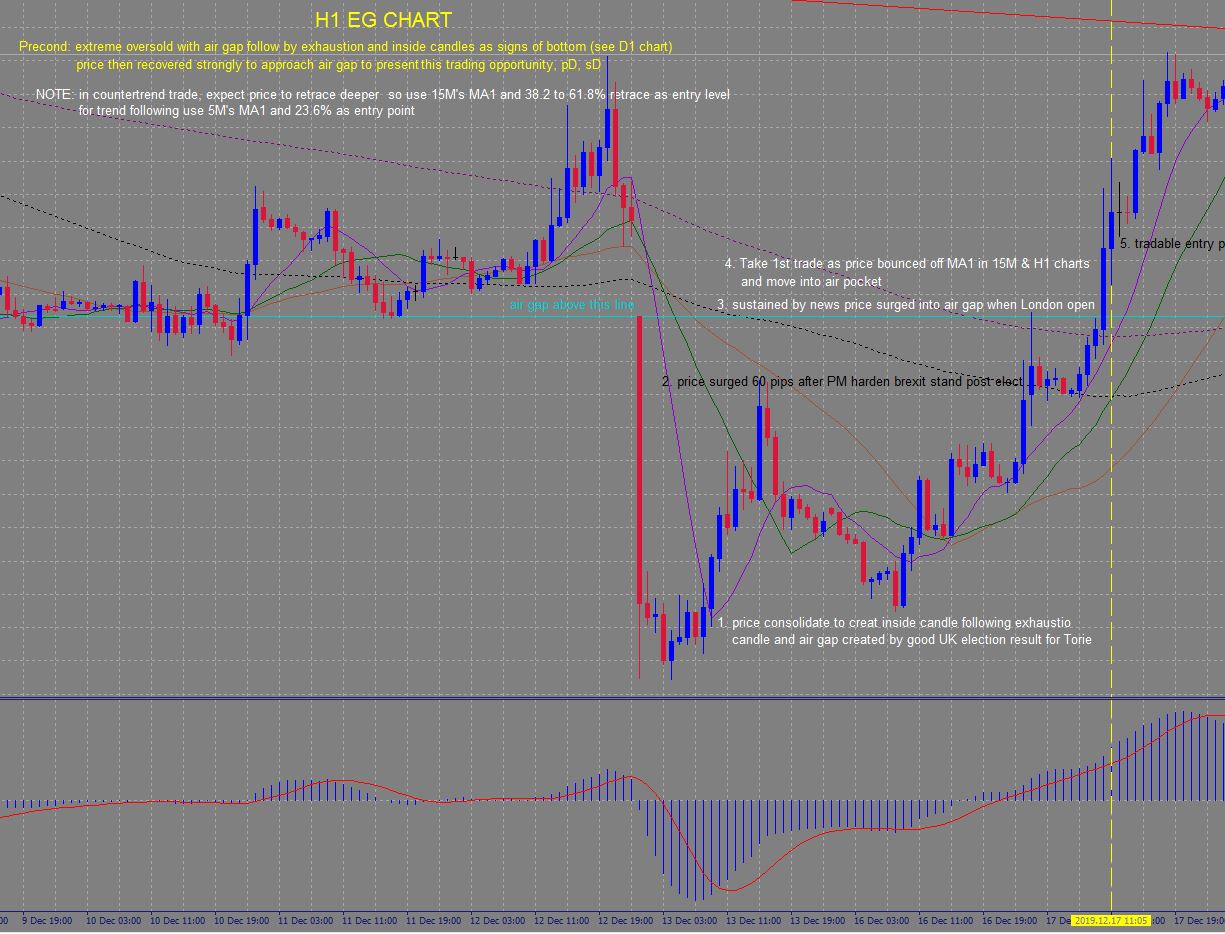 H1 EG CHART
Precond: extreme oversold with air gap follow by exhaustion and inside candles as signs of bottom (see D1 chart)
price then recovered strongly to approach air gap to present this trading opportunity, pD, sD
NOTE: in countertrend trade, expect price to retrace deeper so use 15M's MA1 and 38.2 to 61.8% retrace as entry level
for trend following use 5M's MA1 and 23.6% as entry point
5. tradable entry p
4. Take 1st trade as price bounced off MA1 in 15M & H1 charts
and move into air pocket
air gap above this line
3. sustained by news price surged into air gap when London open
2. price surged 60 pips after PM harden brexit stand post elect
1. price consolidate to creat inside candle following exhaustio
candle and air gap created by good UK election result for Torie
00 9 Dec 19:00 10 Dec 03:00 10 Dec 11:00 10 Dec 19:00 11 Dec 03:00 11 Dec 11:00 11 Dec 19:00 12 Dec 03:00 12 Dec 11:00 12 Dec 19:00 13 Dec 03:00 13 Dec 11:00 13 Dec 19:00 16 Dec 03:00 16 Dec 11:00 16 Dec 19:00 17 De 2019.12.17 11:05 :00 17 Dec 19:0